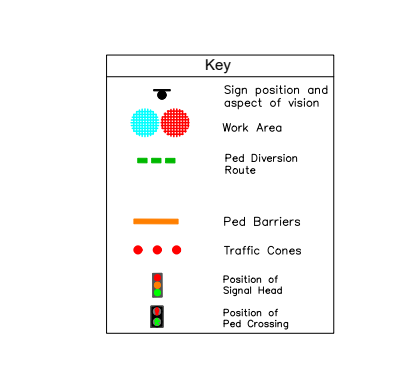 Key
Sign position and
aspect of vision
Work Area
Ped Diversion
Route
Ped Barriers
Traffic Cones
Position of
Signal Head
Position of
Ped Crossing